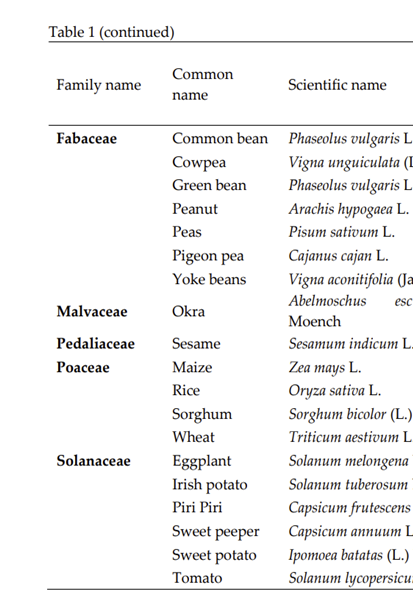 Table 1 (continued)
Family name Common name Scientific name
Fabaceae Common bean Phaseolus vulgaris L
Cowpea Vigna unguiculata (
Green bean Phaseolus vulgaris L
Peanut Arachis hypogaea L.
Peas Pisum sativum L.
Pigeon pea Cajanus cajan L.
Yoke beans Vigna aconitifolia (Ja
Malvaceae Okra Abelmoschus esc
Moench
Pedaliaceae Sesame Sesamum indicum L.
Poaceae Maize Zea mays L.
Rice Oryza sativa L.
Sorghum Sorghum bicolor (L.)
Wheat Triticum aestivum L
Solanaceae Eggplant Solanum melongena
Irish potato Solanum tuberosum
Piri Piri Capsicum frutescens
Sweet peeper Capsicum annuum L
Sweet potato Ipomoea batatas (L.)
Tomato Solanum lycopersicu